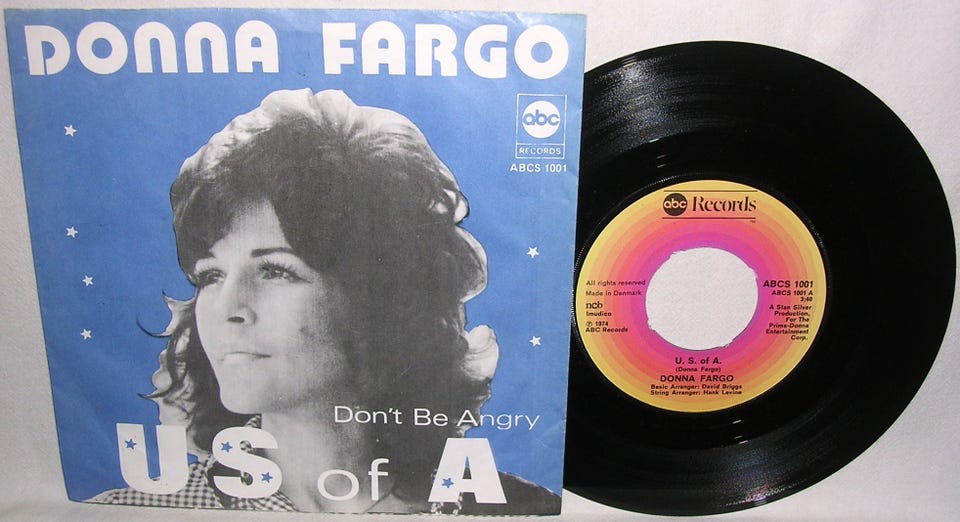 DONNA FARGO
abc
RECORDS
ABCS 1001
Don't Be Angry
US of A
abc Records
TM
All rights reserved
Made in Denmark
ncb
Imudico
℗ 1974
ABC Records
ABCS 1001
ABCS 1001 A
3:40
A Stan Silver
Production,
For The
Prima-Donna
Entertainment
Corp.
U. S. of A.
(Donna Fargo)
DONNA FARGO
Basic Arranger: David Briggs
String Arranger: Hank Levine